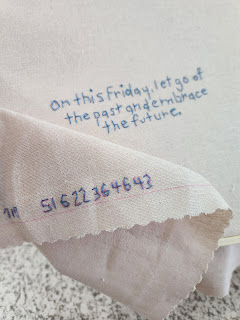 on this Friday, let go of
the past and embrace
the future.
51622364643